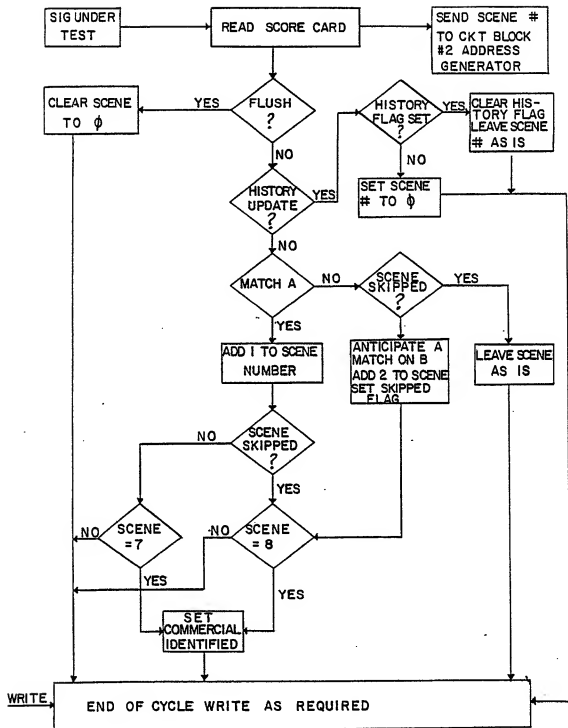 SIG UNDER
TEST
READ SCORE CARD
SEND SCENE #
TO CKT BLOCK
#2 ADDRESS
GENERATOR
CLEAR SCENE
TO ϕ
YES
FLUSH
?
NO
HISTORY
FLAG SET
?
YES
CLEAR HIS-
TORY FLAG
LEAVE SCENE
# AS IS
NO
SET SCENE
# TO ϕ
HISTORY
UPDATE
?
YES
NO
MATCH A
NO
SCENE
SKIPPED
?
YES
YES
ADD 1 TO SCENE
NUMBER
ANTICIPATE A
MATCH ON B
ADD 2 TO SCENE
SET SKIPPED
FLAG
LEAVE SCENE
AS IS
NO
SCENE
SKIPPED
?
YES
NO
SCENE
=7
YES
NO
SCENE
=8
YES
SET
COMMERCIAL
IDENTIFIED
WRITE
END OF CYCLE WRITE AS REQUIRED